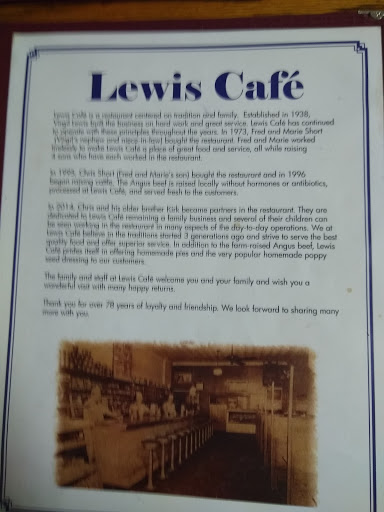 Lewis Café
Lewis Café is a restaurant centered on tradition and family. Established in 1938,
Virgil Lewis built the business on hard work and great service. Lewis Café has continued
to operate with these principles throughout the years. In 1973, Fred and Marie Short
(Virgil's nephew and niece in law) bought the restaurant. Fred and Marie worked
tirelessly to make Lewis Café a place of great food and service, all while raising
sons who have each worked in the restaurant.
In 1993, Chris Short (Fred and Marie's son) bought the restaurant and in 1996
began raising cattle. The Angus beef is raised locally without hormones or antibiotics,
processed at Lewis Café, and served fresh to the customers.
In 2014, Chris and his older brother Kirk became partners in the restaurant. They are
dedicated to Lewis Café remaining a family business and several of their children can
be seen working in the restaurant in many aspects of the day-to-day operations. We at
Lewis Café believe in the traditions started 3 generations ago and strive to serve the best
quality food and offer superior service. In addition to the farm-raised Angus beef, Lewis
Café prides itself in offering homemade pies and the very popular homemade poppy
seed dressing to our customers.
The family and staff at Lewis Café welcome you and your family and wish you a
wonderful visit with many happy returns.
Thank you for over 78 years of loyalty and friendship. We look forward to sharing many
more with you.